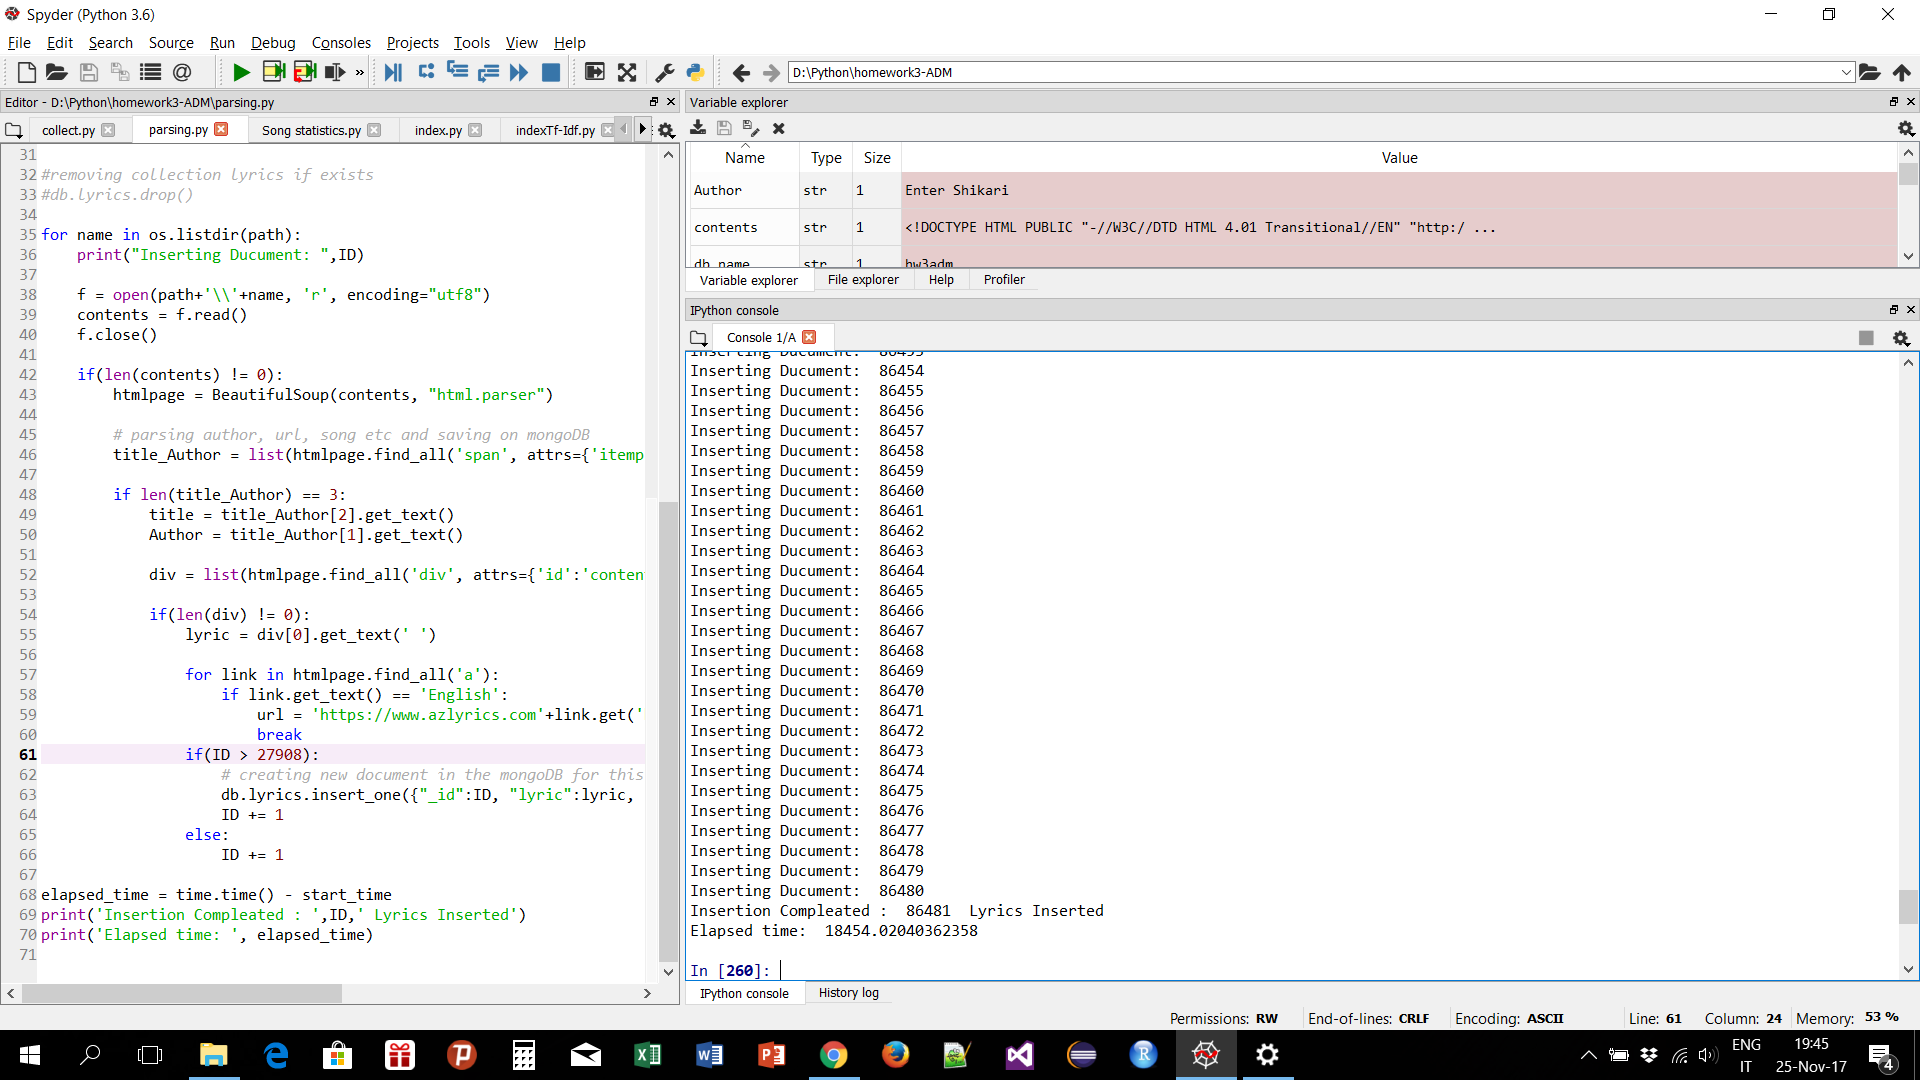 Spyder (Python 3.6)
File Edit Search Source Run Debug Consoles Projects Tools View Help
D:\Python\homework3-ADM
Editor - D:\Python\homework3-ADM\parsing.py
collect.py parsing.py Song statistics.py index.py indexTf-Idf.py
31
32 #removing collection lyrics if exists
33 #db.lyrics.drop()
34
35 for name in os.listdir(path):
36 print("Inserting Ducument: ",ID)
37
38 f = open(path+'\\'+name, 'r', encoding="utf8")
39 contents = f.read()
40 f.close()
41
42 if(len(contents) != 0):
43 htmlpage = BeautifulSoup(contents, "html.parser")
44
45 # parsing author, url, song etc and saving on mongoDB
46 title_Author = list(htmlpage.find_all('span', attrs={'itemp
47
48 if len(title_Author) == 3:
49 title = title_Author[2].get_text()
50 Author = title_Author[1].get_text()
51
52 div = list(htmlpage.find_all('div', attrs={'id':'conten
53
54 if(len(div) != 0):
55 lyric = div[0].get_text(' ')
56
57 for link in htmlpage.find_all('a'):
58 if link.get_text() == 'English':
59 url = 'https://www.azlyrics.com'+link.get('
60 break
61 if(ID > 27908):
62 # creating new document in the mongoDB for this
63 db.lyrics.insert_one({"_id":ID, "lyric":lyric,
64 ID += 1
65 else:
66 ID += 1
67
68 elapsed_time = time.time() - start_time
69 print('Insertion Compleated : ',ID,' Lyrics Inserted')
70 print('Elapsed time: ', elapsed_time)
71
Variable explorer
Name Type Size Value
Author str 1 Enter Shikari
contents str 1 <!DOCTYPE HTML PUBLIC "-//W3C//DTD HTML 4.01 Transitional//EN" "http:/ ...
db_name str 1 hw3adm
Variable explorer File explorer Help Profiler
IPython console
Console 1/A
Inserting Ducument: 86453
Inserting Ducument: 86454
Inserting Ducument: 86455
Inserting Ducument: 86456
Inserting Ducument: 86457
Inserting Ducument: 86458
Inserting Ducument: 86459
Inserting Ducument: 86460
Inserting Ducument: 86461
Inserting Ducument: 86462
Inserting Ducument: 86463
Inserting Ducument: 86464
Inserting Ducument: 86465
Inserting Ducument: 86466
Inserting Ducument: 86467
Inserting Ducument: 86468
Inserting Ducument: 86469
Inserting Ducument: 86470
Inserting Ducument: 86471
Inserting Ducument: 86472
Inserting Ducument: 86473
Inserting Ducument: 86474
Inserting Ducument: 86475
Inserting Ducument: 86476
Inserting Ducument: 86477
Inserting Ducument: 86478
Inserting Ducument: 86479
Inserting Ducument: 86480
Insertion Compleated : 86481 Lyrics Inserted
Elapsed time: 18454.02040362358
In [260]:
IPython console History log
Permissions: RW End-of-lines: CRLF Encoding: ASCII Line: 61 Column: 24 Memory: 53 %
ENG
IT
19:45
25-Nov-17
4